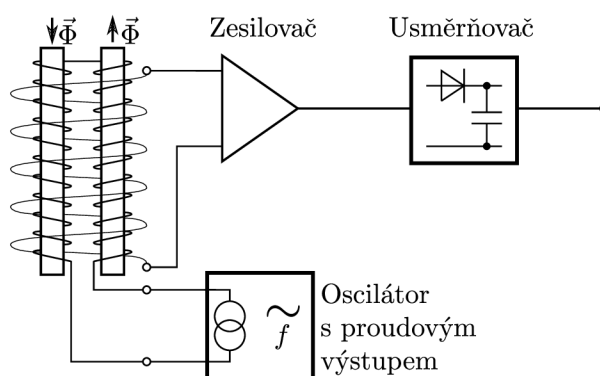 Φ⃗ Φ⃗ Zesilovač Usměrňovač
f
Oscilátor
s proudovým
výstupem